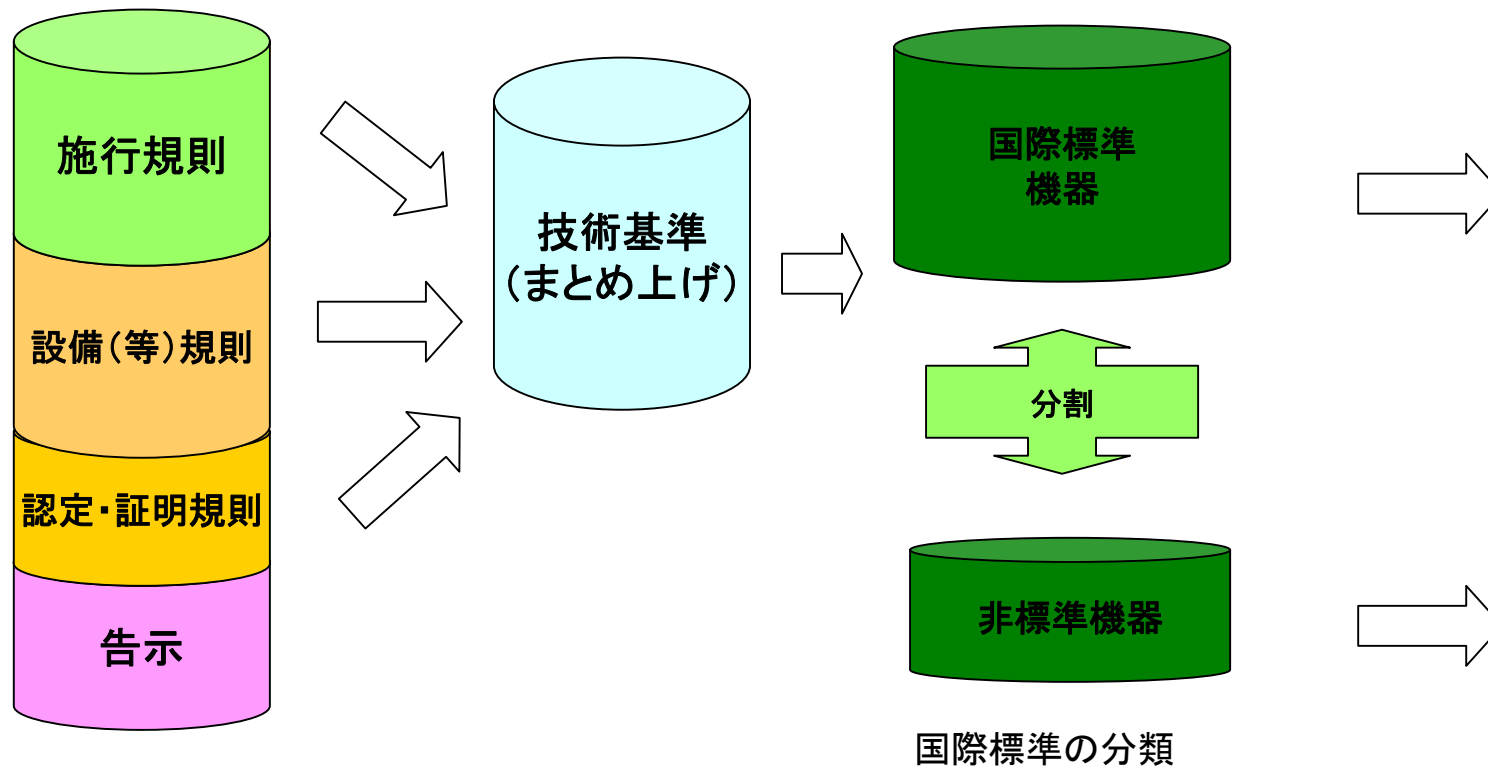 施行規則
設備(等)規則
認定・証明規則
告示
技術基準
(まとめ上げ)
国際標準
機器
分割
非標準機器
国際標準の分類